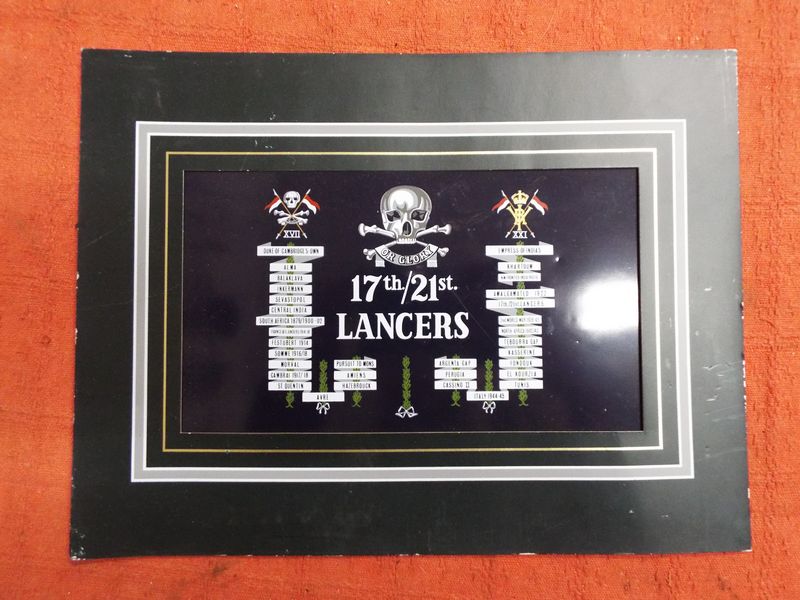 XVII
DUKE OF CAMBRIDGE'S OWN
ALMA
BALAKLAVA
INKERMANN
SEVASTOPOL
CENTRAL INDIA
SOUTH AFRICA 1879/1900-02
FESTUBERT 1914
SOMME 1916/18
MORVAL
CAMBRAI 1917/18
ST. QUENTIN
AVRE
PURSUIT TO MONS
AMIENS
HAZEBROUCK
OR GLORY
17th/21st.
LANCERS
ARGENTA GAP
PERUGIA
CASSINO II
ITALY 1944-45
XXI
EMPRESS OF INDIA'S
KHARTOUM
AMALGAMATED 1922
17th/21st LANCERS
TEBOURBA GAP
KASSERINE
FONDOUK
EL KOURZIA
TUNIS